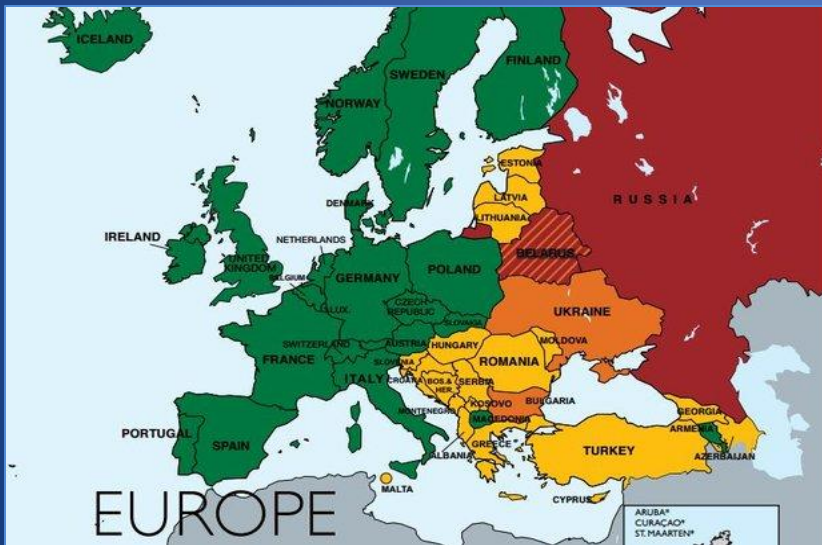 ICELAND
SWEDEN
FINLAND
NORWAY
ESTONIA
LATVIA
LITHUANIA
RUSSIA
DENMARK
IRELAND
NETHERLANDS
UNITED
KINGDOM
BELGIUM
BELARUS
GERMANY
POLAND
LUX.
CZECH
REPUBLIC
UKRAINE
SLOVAKIA
FRANCE
SWITZERLAND
AUSTRIA
HUNGARY
MOLDOVA
SLOVENIA
ROMANIA
ITALY
CROATIA
BOS.&
HER.
SERBIA
PORTUGAL
SPAIN
MONTENEGRO
KOSOVO
BULGARIA
MACEDONIA
GEORGIA
ARMENIA
ALBANIA
GREECE
TURKEY
AZERBAIJAN
MALTA
CYPRUS
EUROPE
ARUBA*
CURAÇAO*
ST. MAARTEN*